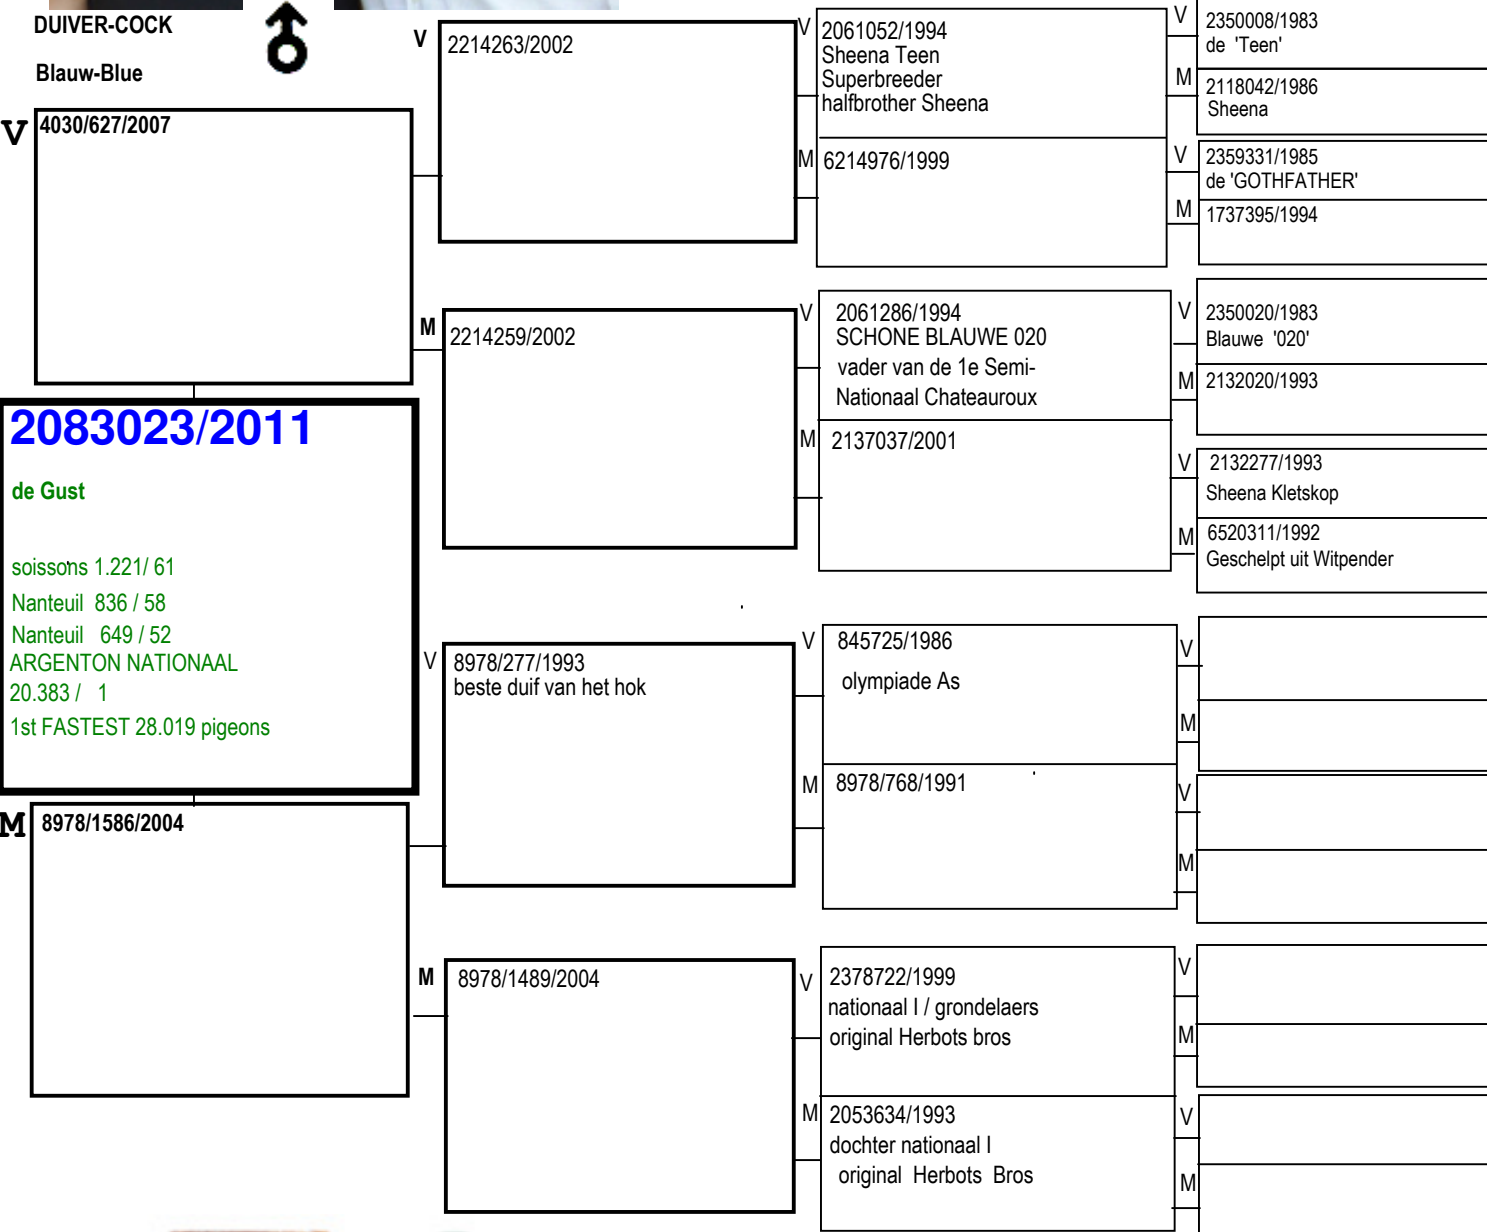 DUIVER-COCK
Blauw-Blue
V
4030/627/2007
2083023/2011
de Gust
soissons 1.221/ 61
Nanteuil 836 / 58
Nanteuil 649 / 52
ARGENTON NATIONAAL
20.383 / 1
1st FASTEST 28.019 pigeons
M
8978/1586/2004
V
2214263/2002
M
2214259/2002
V
8978/277/1993
beste duif van het hok
M
8978/1489/2004
V
2061052/1994
Sheena Teen
Superbreeder
halfbrother Sheena
M
6214976/1999
V
2061286/1994
SCHONE BLAUWE 020
vader van de 1e Semi-
Nationaal Chateauroux
M
2137037/2001
V
845725/1986
olympiade As
M
8978/768/1991
V
2378722/1999
nationaal I / grondelaers
original Herbots bros
M
2053634/1993
dochter nationaal I
original Herbots Bros
V
2350008/1983
de 'Teen'
M
2118042/1986
Sheena
V
2359331/1985
de 'GOTHFATHER'
M
1737395/1994
V
2350020/1983
Blauwe '020'
M
2132020/1993
V
2132277/1993
Sheena Kletskop
M
6520311/1992
Geschelpt uit Witpender
V
M
V
M
V
M
V
M